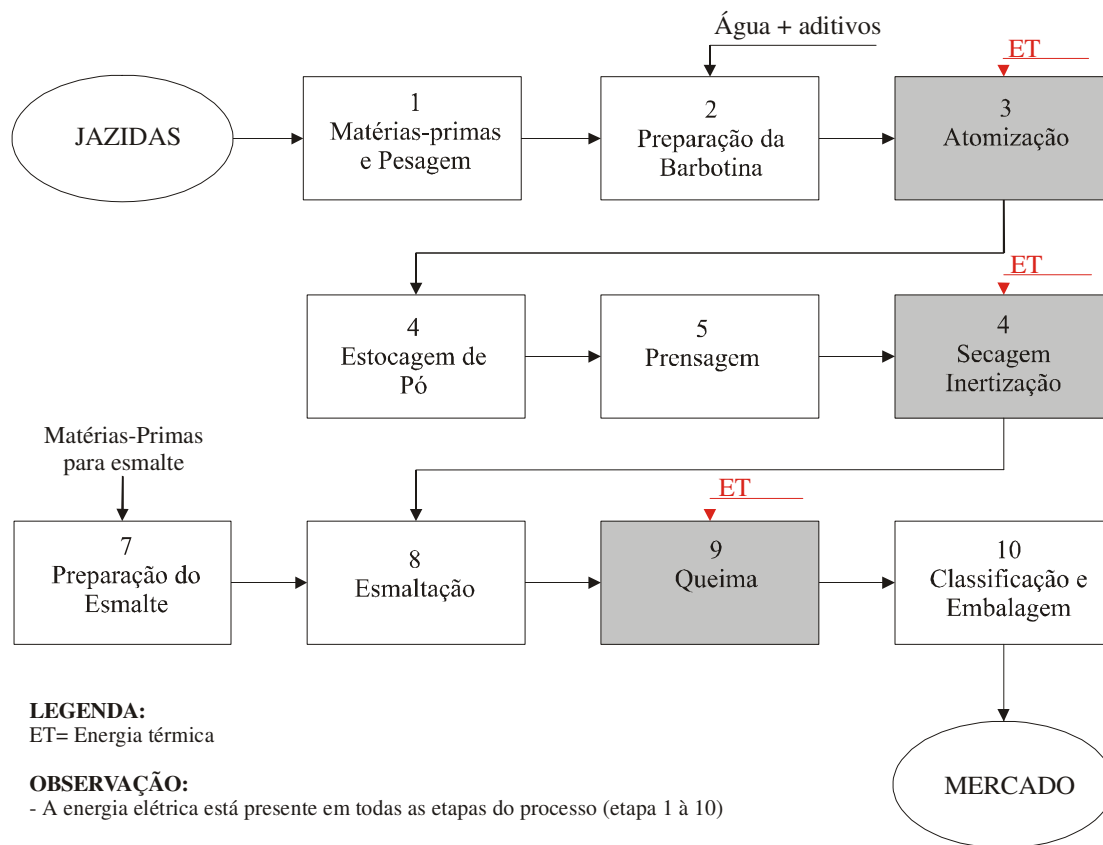 Água + aditivos
ET
JAZIDAS
1
Matérias-primas
e Pesagem
2
Preparação da
Barbotina
3
Atomização
ET
4
Estocagem de
Pó
5
Prensagem
4
Secagem
Inertização
Matérias-Primas
para esmalte
ET
7
Preparação do
Esmalte
8
Esmaltação
9
Queima
10
Classificação e
Embalagem
LEGENDA:
ET= Energia térmica
OBSERVAÇÃO:
- A energia elétrica está presente em todas as etapas do processo (etapa 1 à 10)
MERCADO